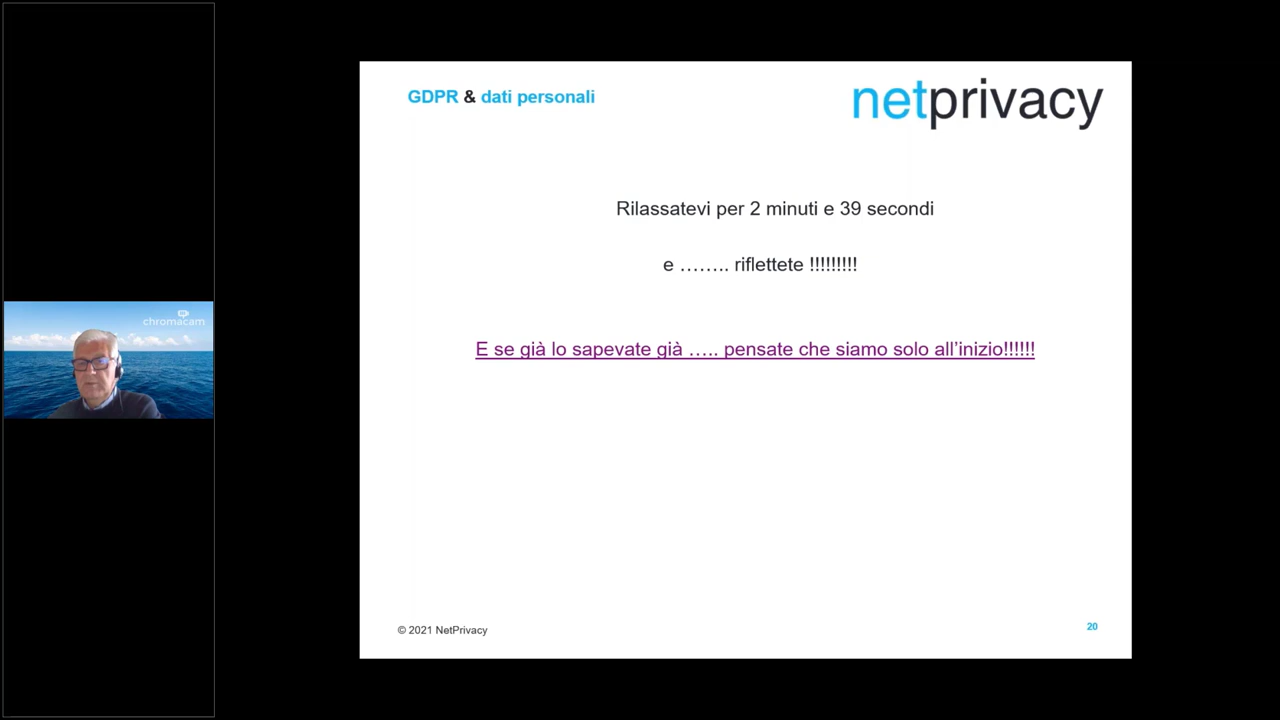 GDPR & dati personali
netprivacy
Rilassatevi per 2 minuti e 39 secondi
e …….. riflettete !!!!!!!!!
E se già lo sapevate già ….. pensate che siamo solo all’inizio!!!!!!
chromacam
© 2021 NetPrivacy
20